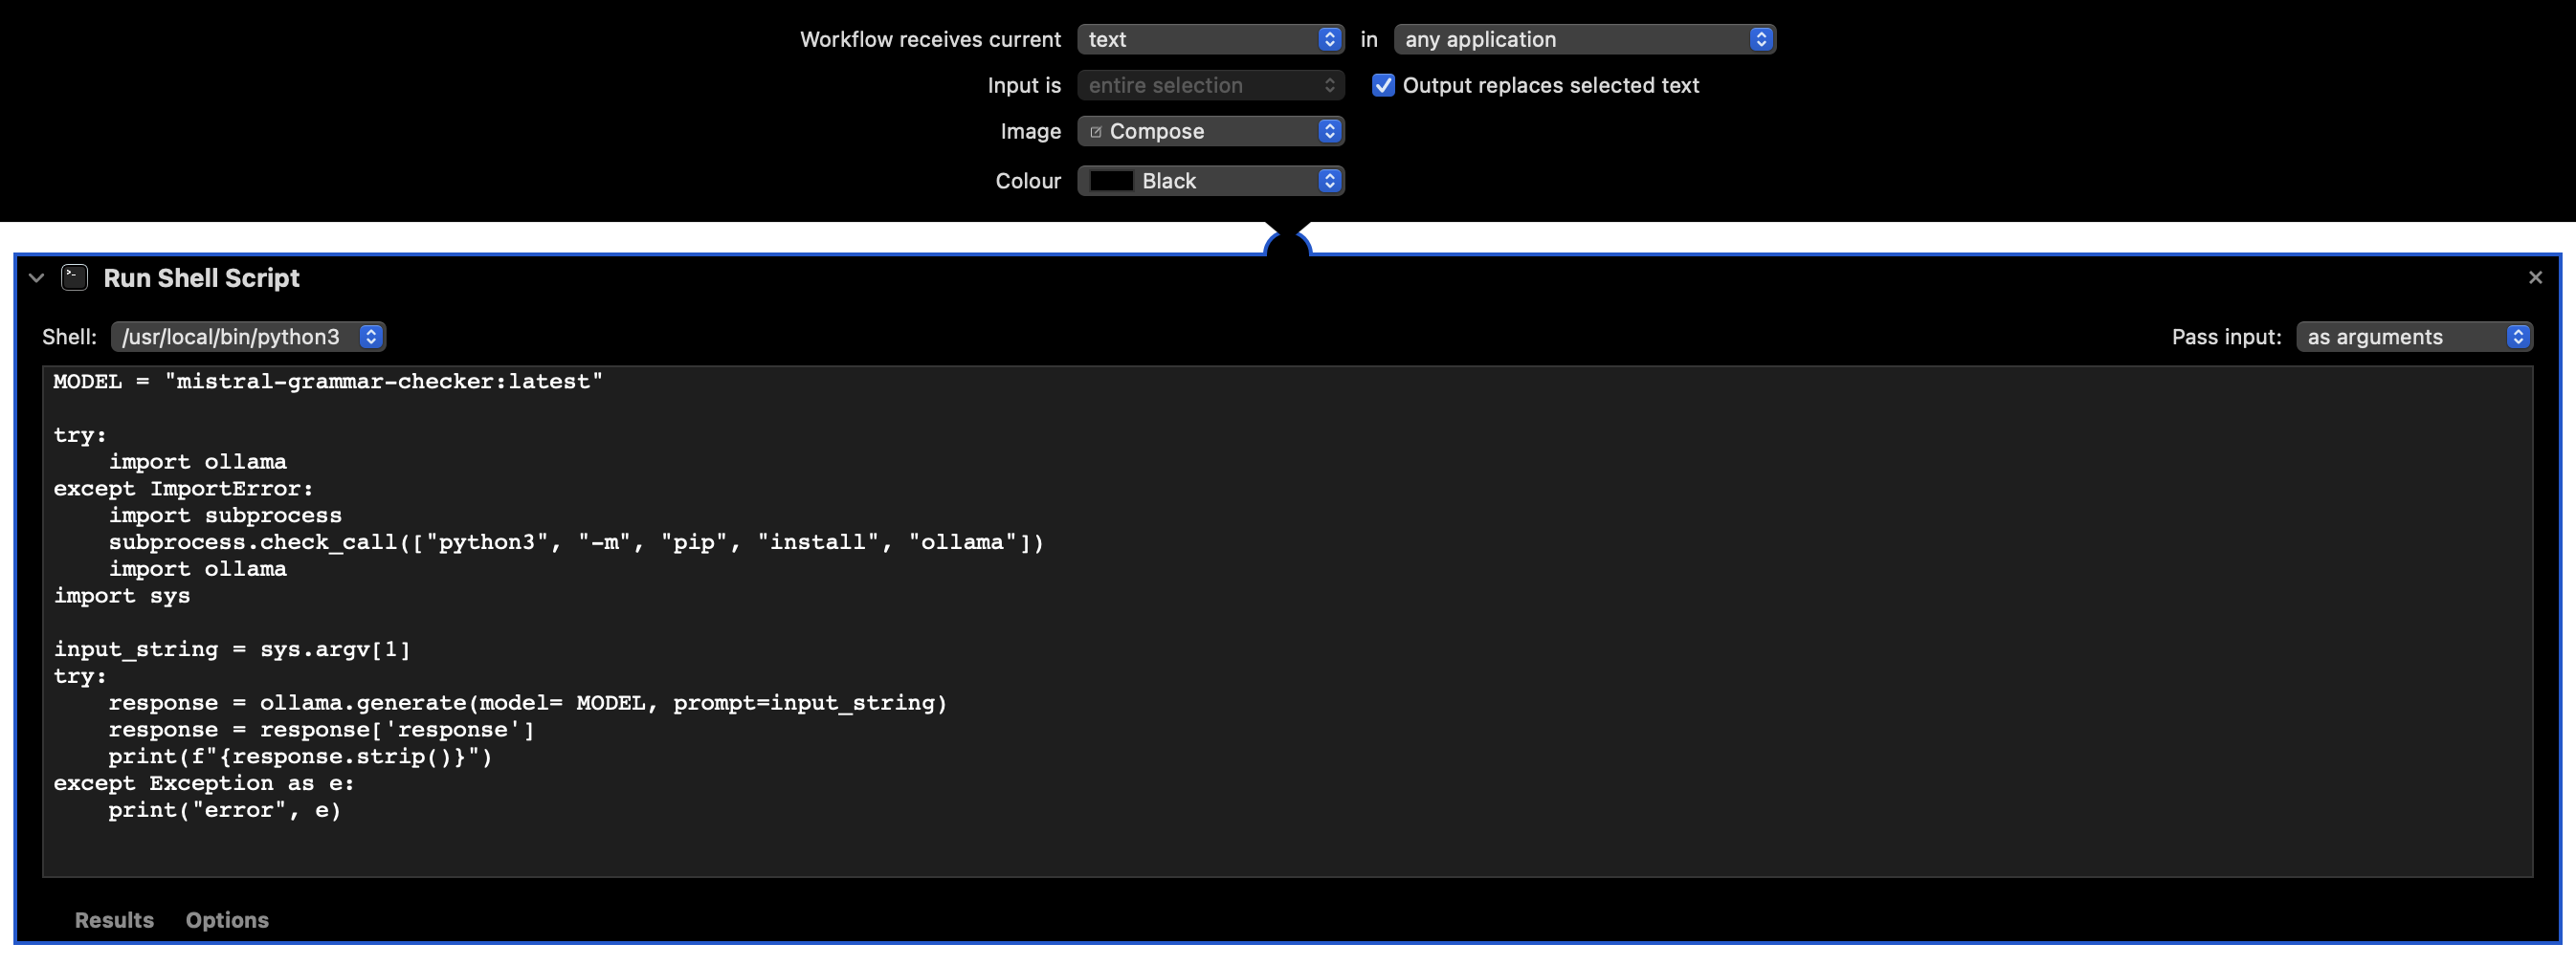 Workflow receives current text in any application
Input is entire selection Output replaces selected text
Image Compose
Colour Black
Run Shell Script
Shell: /usr/local/bin/python3 Pass input: as arguments
MODEL = "mistral-grammar-checker:latest"

try:
    import ollama
except ImportError:
    import subprocess
    subprocess.check_call(["python3", "-m", "pip", "install", "ollama"])
    import ollama
import sys

input_string = sys.argv[1]
try:
    response = ollama.generate(model= MODEL, prompt=input_string)
    response = response['response']
    print(f"{response.strip()}")
except Exception as e:
    print("error", e)
Results Options